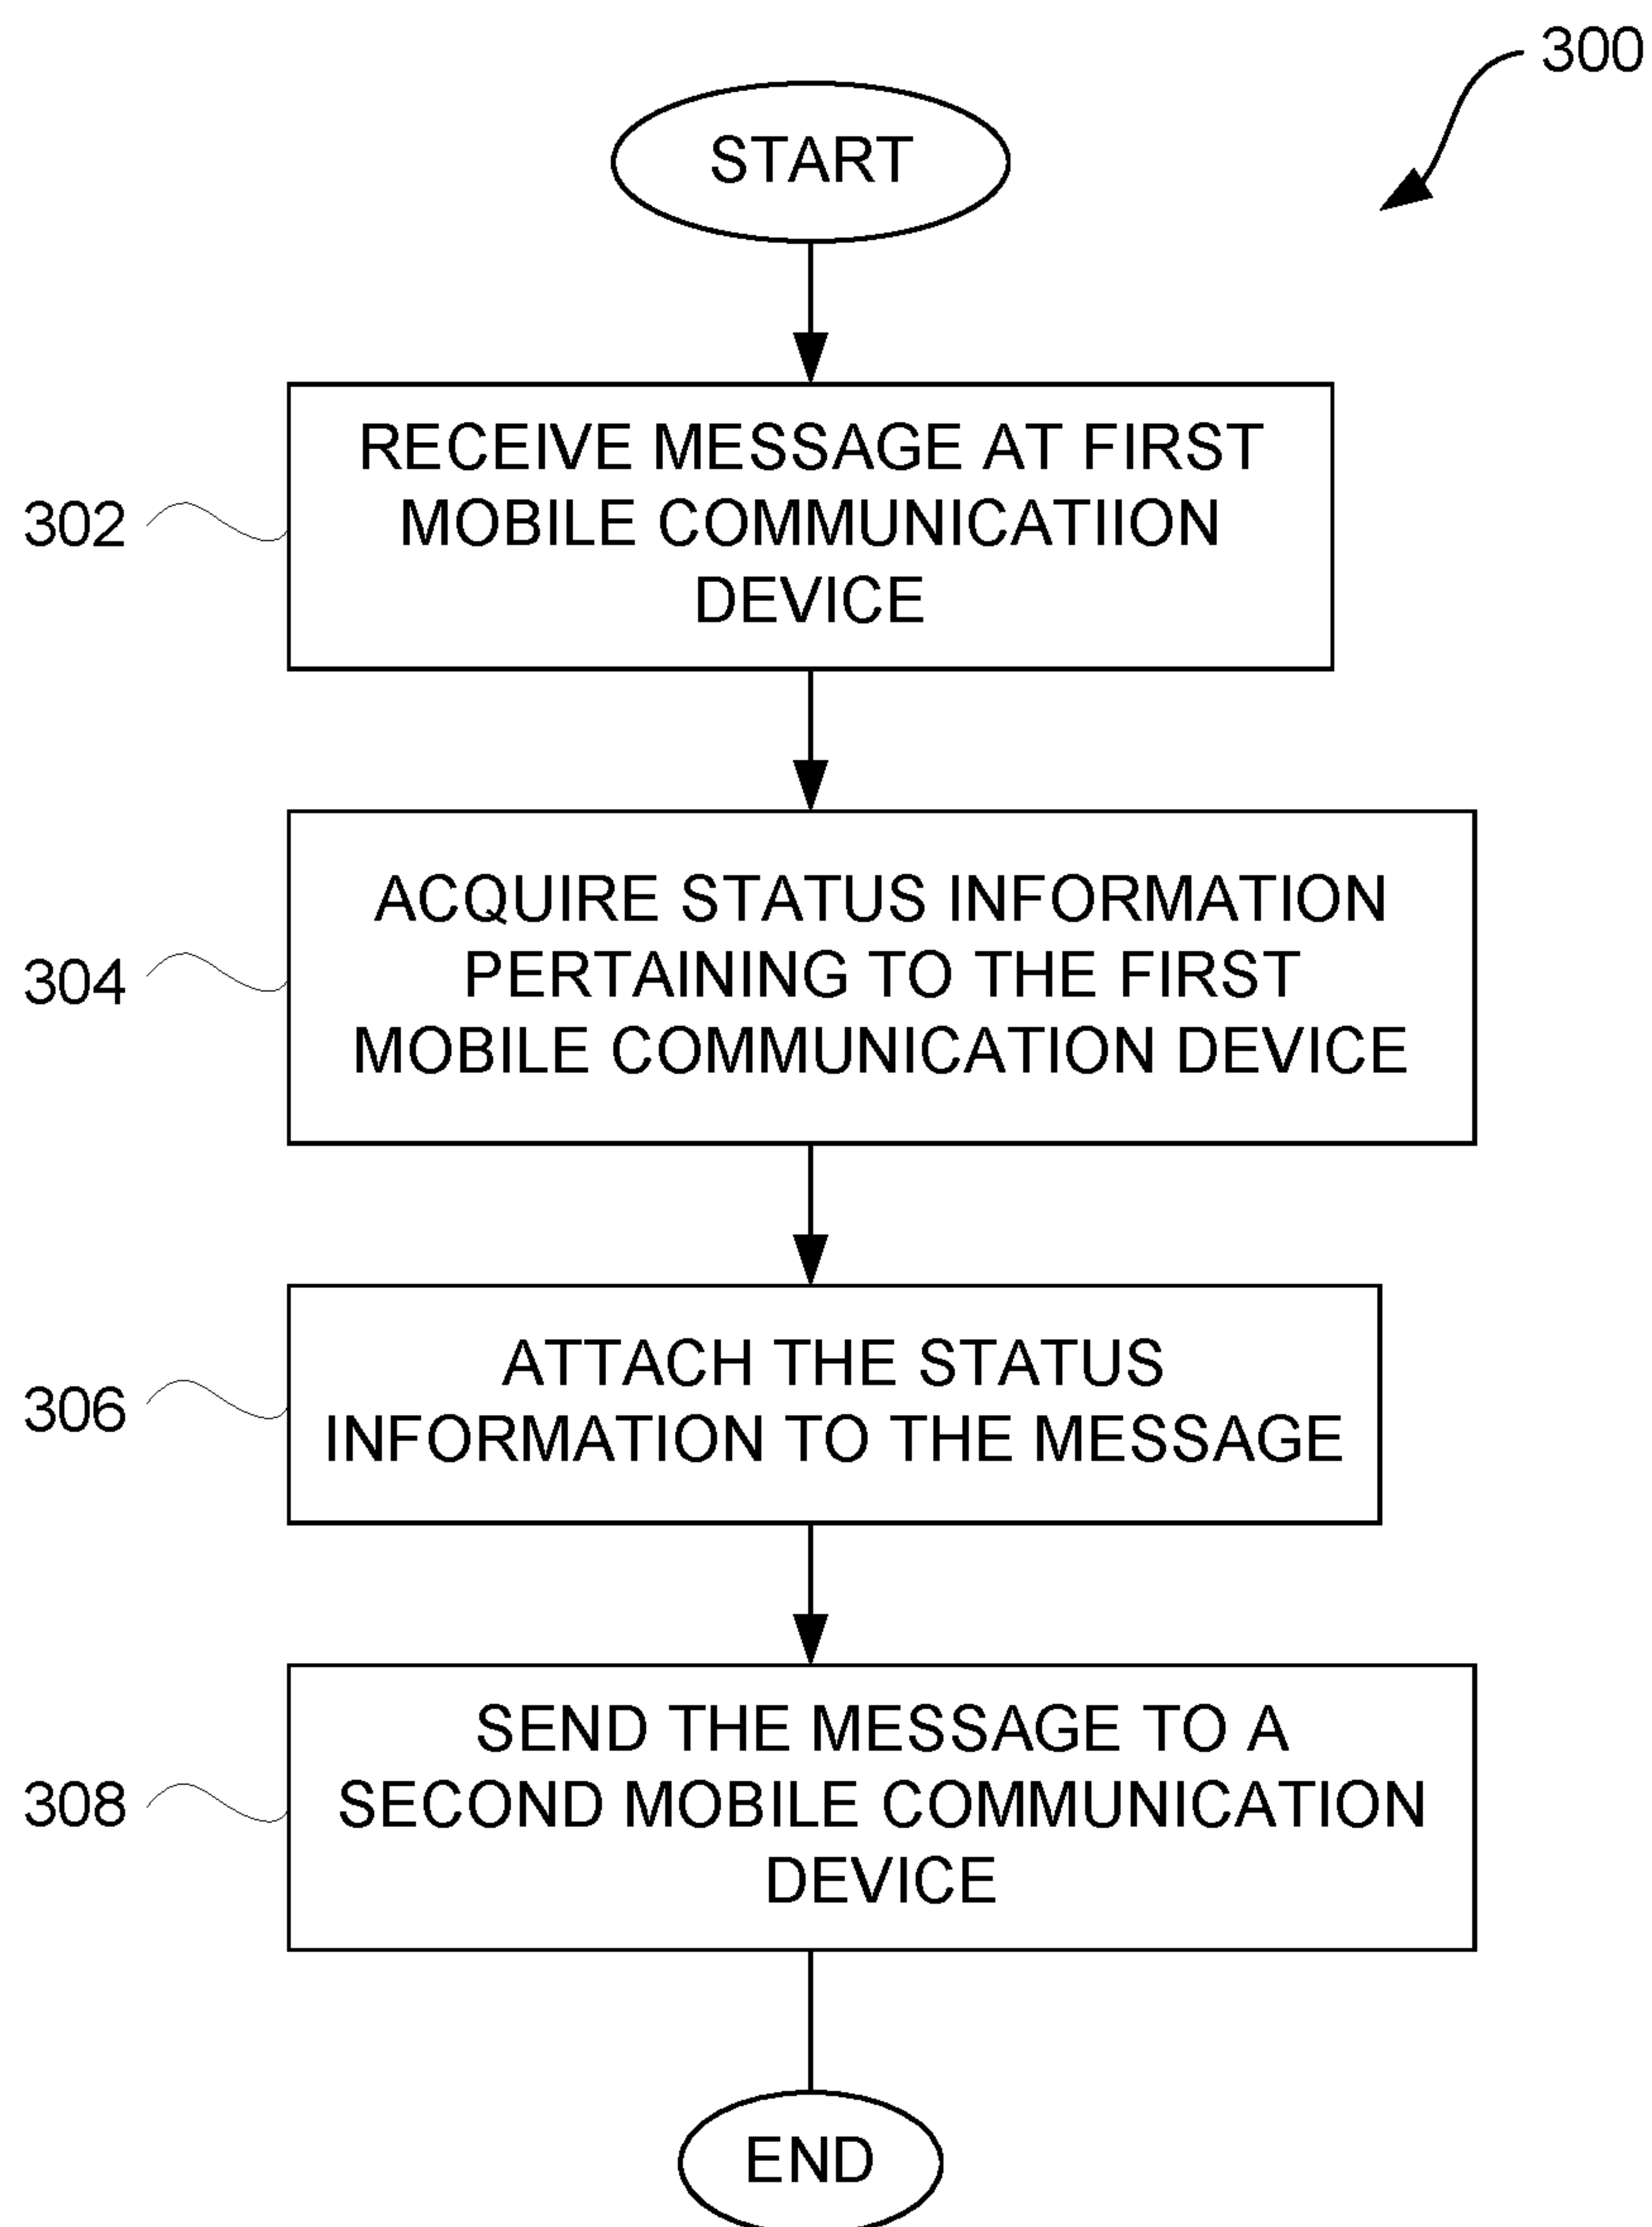 300
START
302
RECEIVE MESSAGE AT FIRST
MOBILE COMMUNICATIION
DEVICE
304
ACQUIRE STATUS INFORMATION
PERTAINING TO THE FIRST
MOBILE COMMUNICATION DEVICE
306
ATTACH THE STATUS
INFORMATION TO THE MESSAGE
308
SEND THE MESSAGE TO A
SECOND MOBILE COMMUNICATION
DEVICE
END